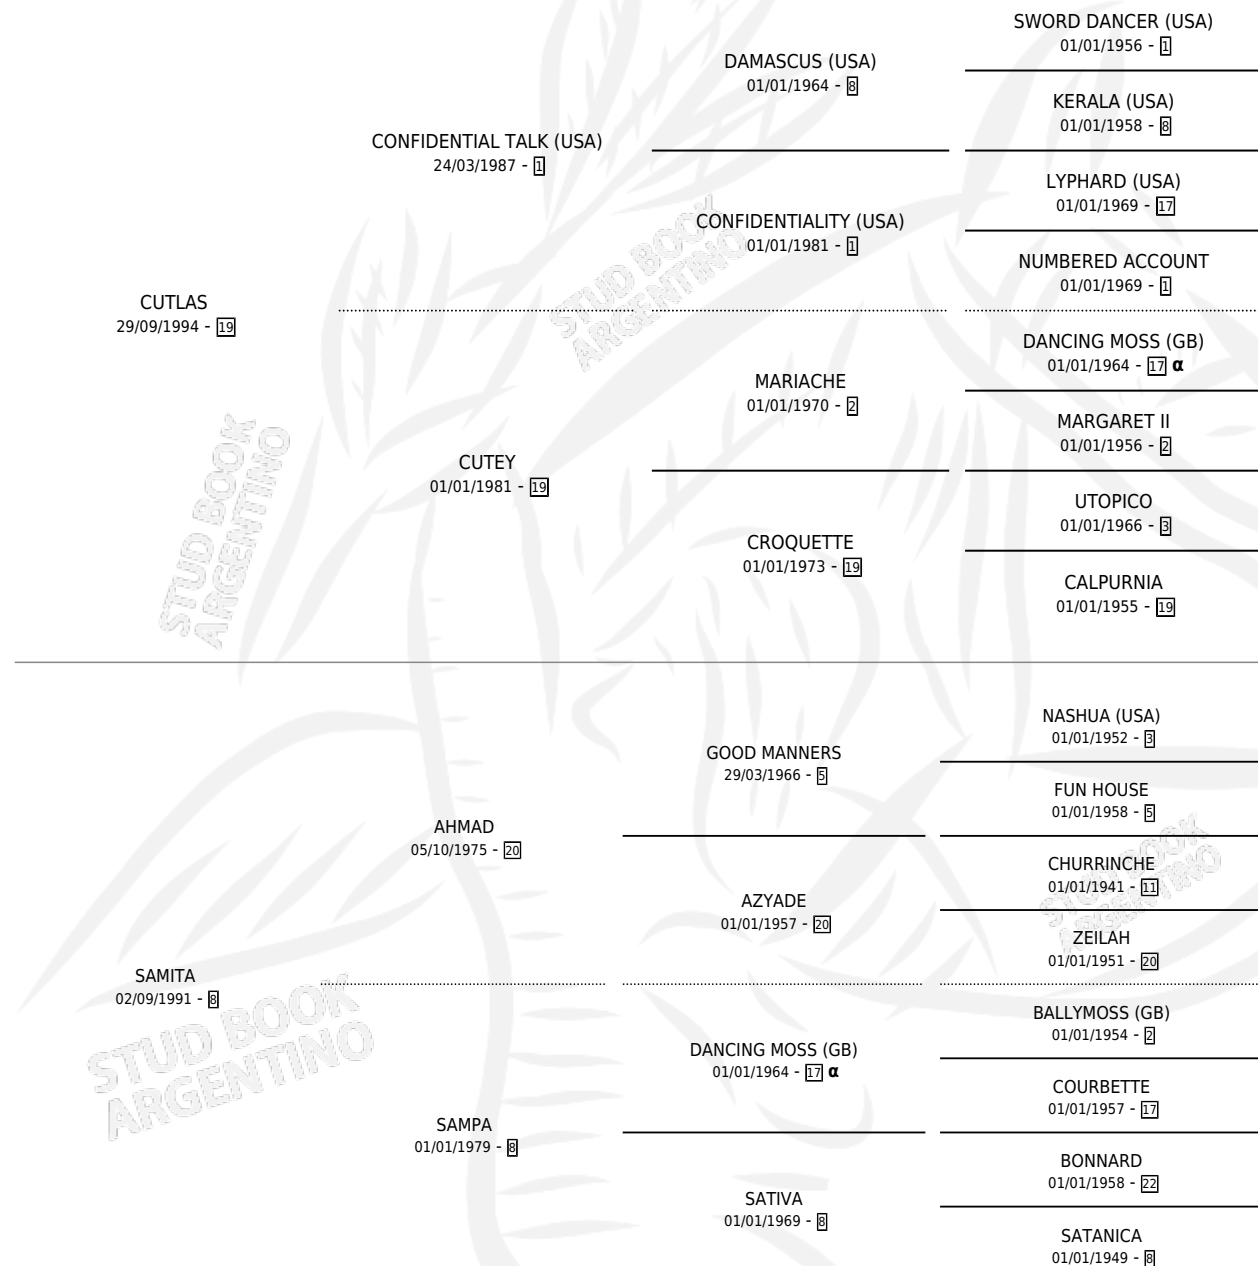 SWORD DANCER (USA)
01/01/1956 - 1
DAMASCUS (USA)
01/01/1964 - 8
KERALA (USA)
01/01/1958 - 8
CONFIDENTIAL TALK (USA)
24/03/1987 - 1
LYPHARD (USA)
01/01/1969 - 17
CONFIDENTIALITY (USA)
01/01/1981 - 1
NUMBERED ACCOUNT
01/01/1969 - 1
STUD BOOK
ARGENTINO
CUTLAS
29/09/1994 - 19
DANCING MOSS (GB)
01/01/1964 - 17 α
MARIACHE
01/01/1970 - 2
MARGARET II
01/01/1956 - 2
CUTEY
01/01/1981 - 19
UTOPICO
01/01/1966 - 3
CROQUETTE
01/01/1973 - 19
CALPURNIA
01/01/1955 - 19
STUD BOOK
ARGENTINO
NASHUA (USA)
01/01/1952 - 3
GOOD MANNERS
29/03/1966 - 5
FUN HOUSE
01/01/1958 - 5
AHMAD
05/10/1975 - 20
CHURRINCHE
01/01/1941 - 11
AZYADE
01/01/1957 - 20
ZEILAH
01/01/1951 - 20
STUD BOOK
ARGENTINO
SAMITA
02/09/1991 - 8
BALLYMOSS (GB)
01/01/1954 - 2
DANCING MOSS (GB)
01/01/1964 - 17 α
COURBETTE
01/01/1957 - 17
STUD BOOK
ARGENTINO
SAMPA
01/01/1979 - 8
BONNARD
01/01/1958 - 22
SATIVA
01/01/1969 - 8
SATANICA
01/01/1949 - 8